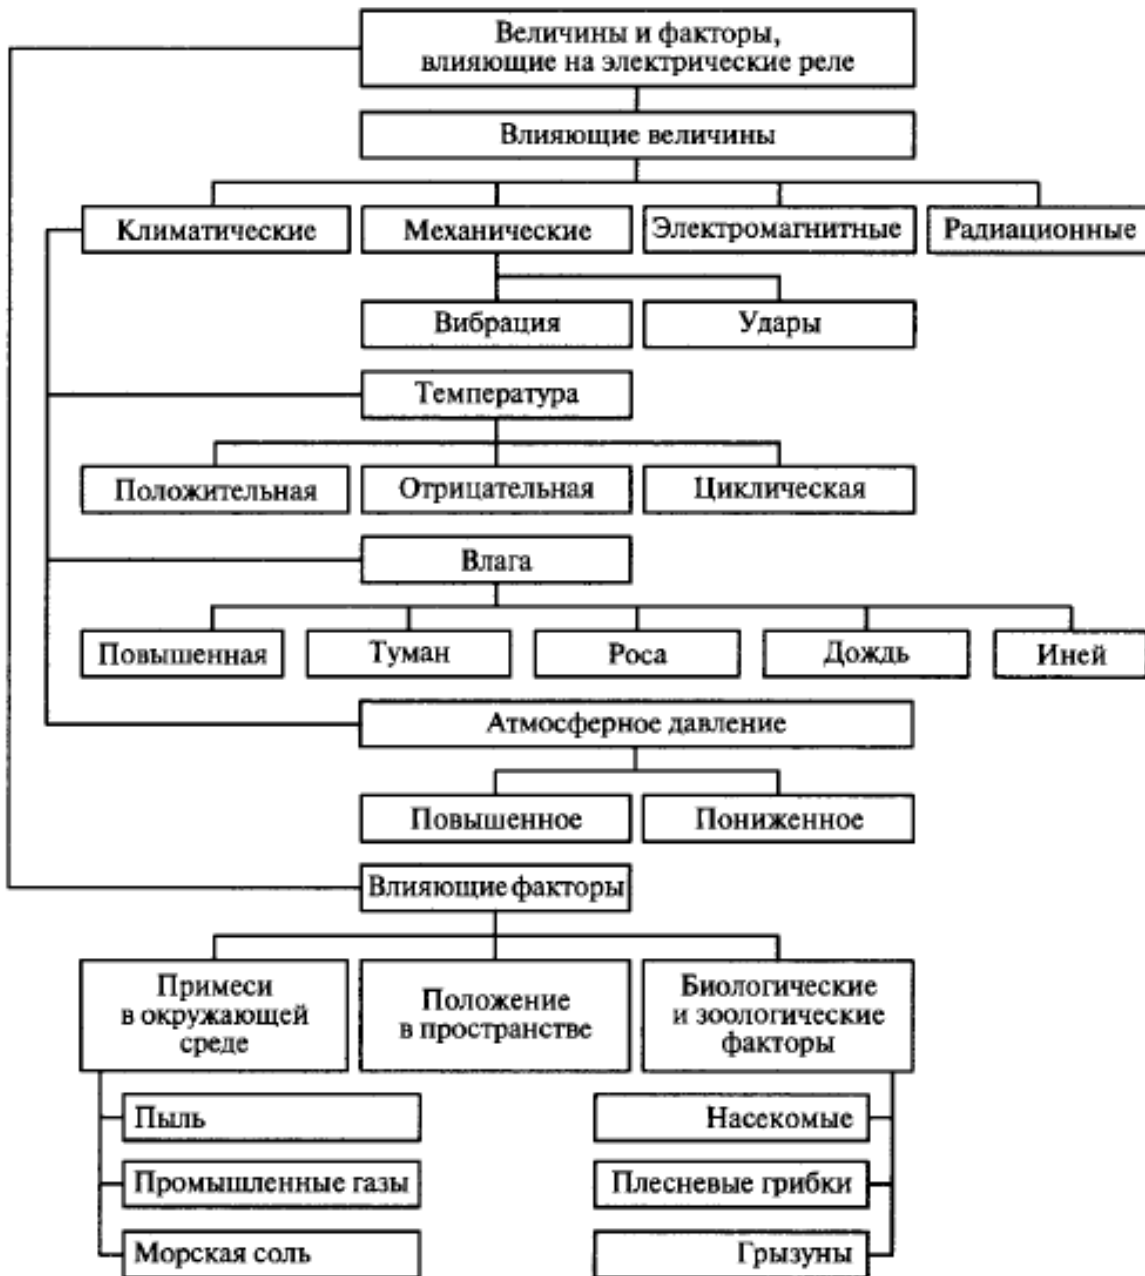 Величины и факторы,
влияющие на электрические реле
Влияющие величины
Климатические
Механические
Электромагнитные
Радиационные
Вибрация
Удары
Температура
Положительная
Отрицательная
Циклическая
Влага
Повышенная
Туман
Роса
Дождь
Иней
Атмосферное давление
Повышенное
Пониженное
Влияющие факторы
Примеси
в окружающей
среде
Положение
в пространстве
Биологические
и зоологические
факторы
Пыль
Промышленные газы
Морская соль
Насекомые
Плесневые грибки
Грызуны